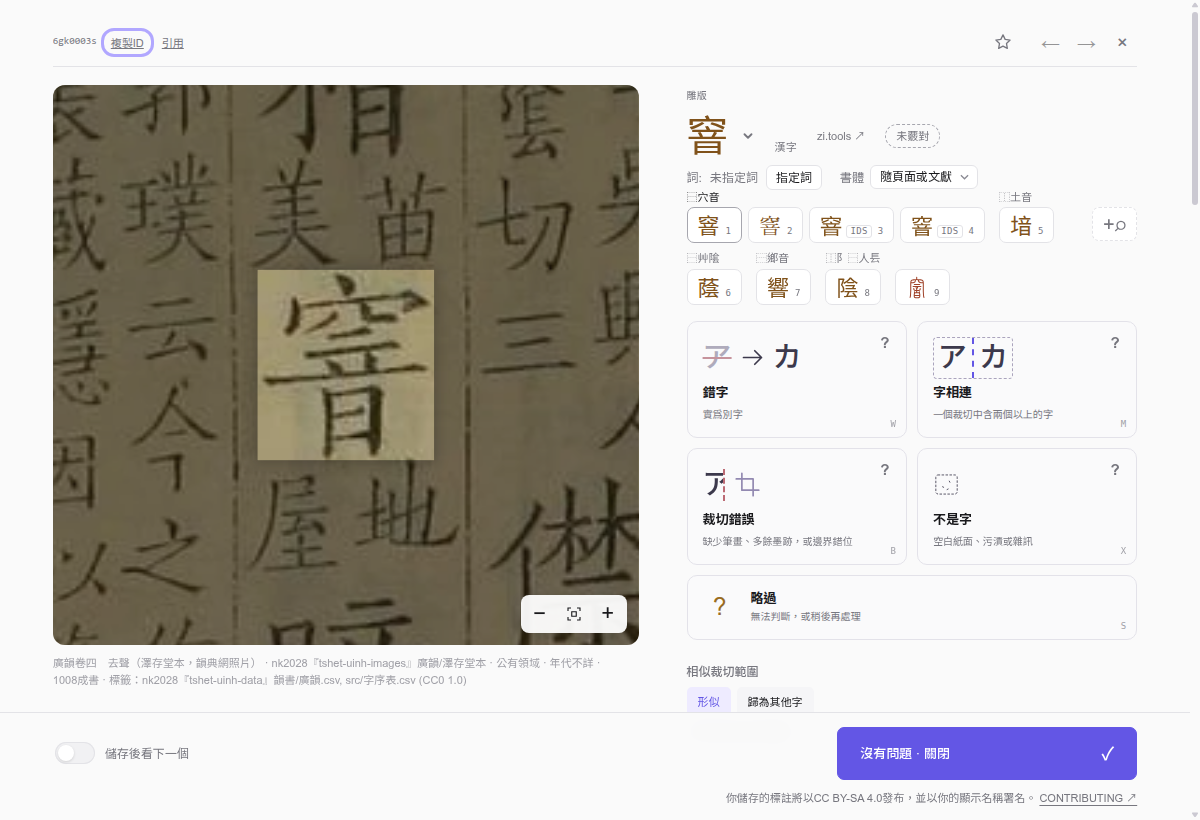 6gk0003s 複製ID 引用
雕版
窨 漢字 zi.tools ↗ 未覈對
詞: 未指定詞 指定詞 書體 隨頁面或文獻
⿱穴音 ⿰土音
窨 1 窨 2 窨 IDS 3 窨 IDS 4 培 5
⿱艸陰 ⿱鄉音 ⿰阝⿱人镸
蔭 6 響 7 陰 8 9
ア → カ ?
錯字
實爲別字
W
ア カ ?
字相連
一個裁切中含兩個以上的字
M
ア ?
裁切錯誤
缺少筆畫、多餘墨跡，或邊界錯位
B
?
不是字
空白紙面、污漬或雜訊
X
? 略過
無法判斷，或稍後再處理
S
相似裁切範圍
形似 歸為其他字
美 苗
窨
屋 地
切 三
璞 云 今 之
因 以
廣韻卷四　去聲（澤存堂本，韻典網照片） · nk2028『tshet-uinh-images』廣韻/澤存堂本 · 公有領域 · 年代不詳 ·
1008成書 · 標籤：nk2028『tshet-uinh-data』韻書/廣韻.csv, src/字序表.csv (CC0 1.0)
儲存後看下一個
沒有問題 · 關閉 ✓
你儲存的標註將以CC BY-SA 4.0發布，並以你的顯示名稱署名。 CONTRIBUTING ↗